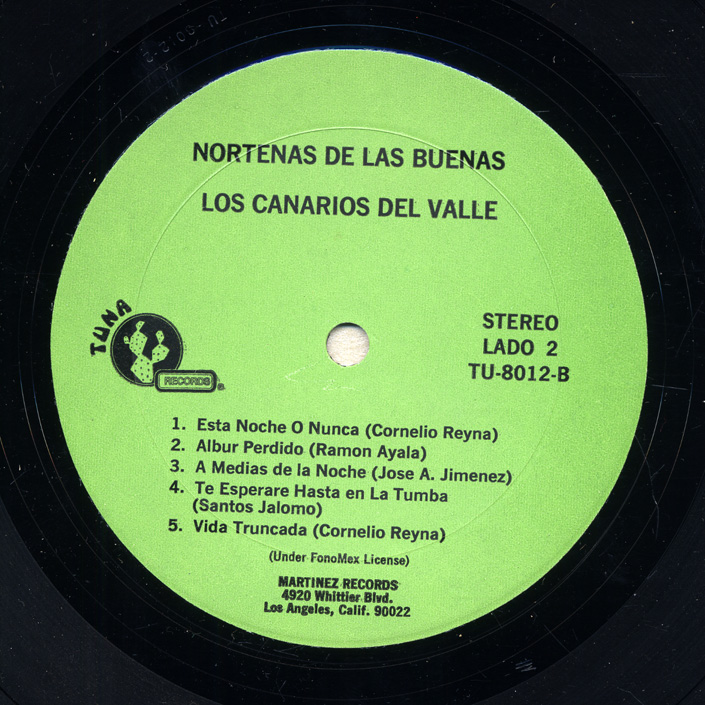 NORTENAS DE LAS BUENAS
LOS CANARIOS DEL VALLE
TUNA
RECORDS
STEREO
LADO 2
TU-8012-B
1. Esta Noche O Nunca (Cornelio Reyna)
2. Albur Perdido (Ramon Ayala)
3. A Medias de la Noche (Jose A. Jimenez)
4. Te Esperare Hasta en La Tumba
(Santos Jalomo)
5. Vida Truncada (Cornelio Reyna)
(Under FonoMex License)
MARTINEZ RECORDS
4920 Whittier Blvd.
Los Angeles, Calif. 90022